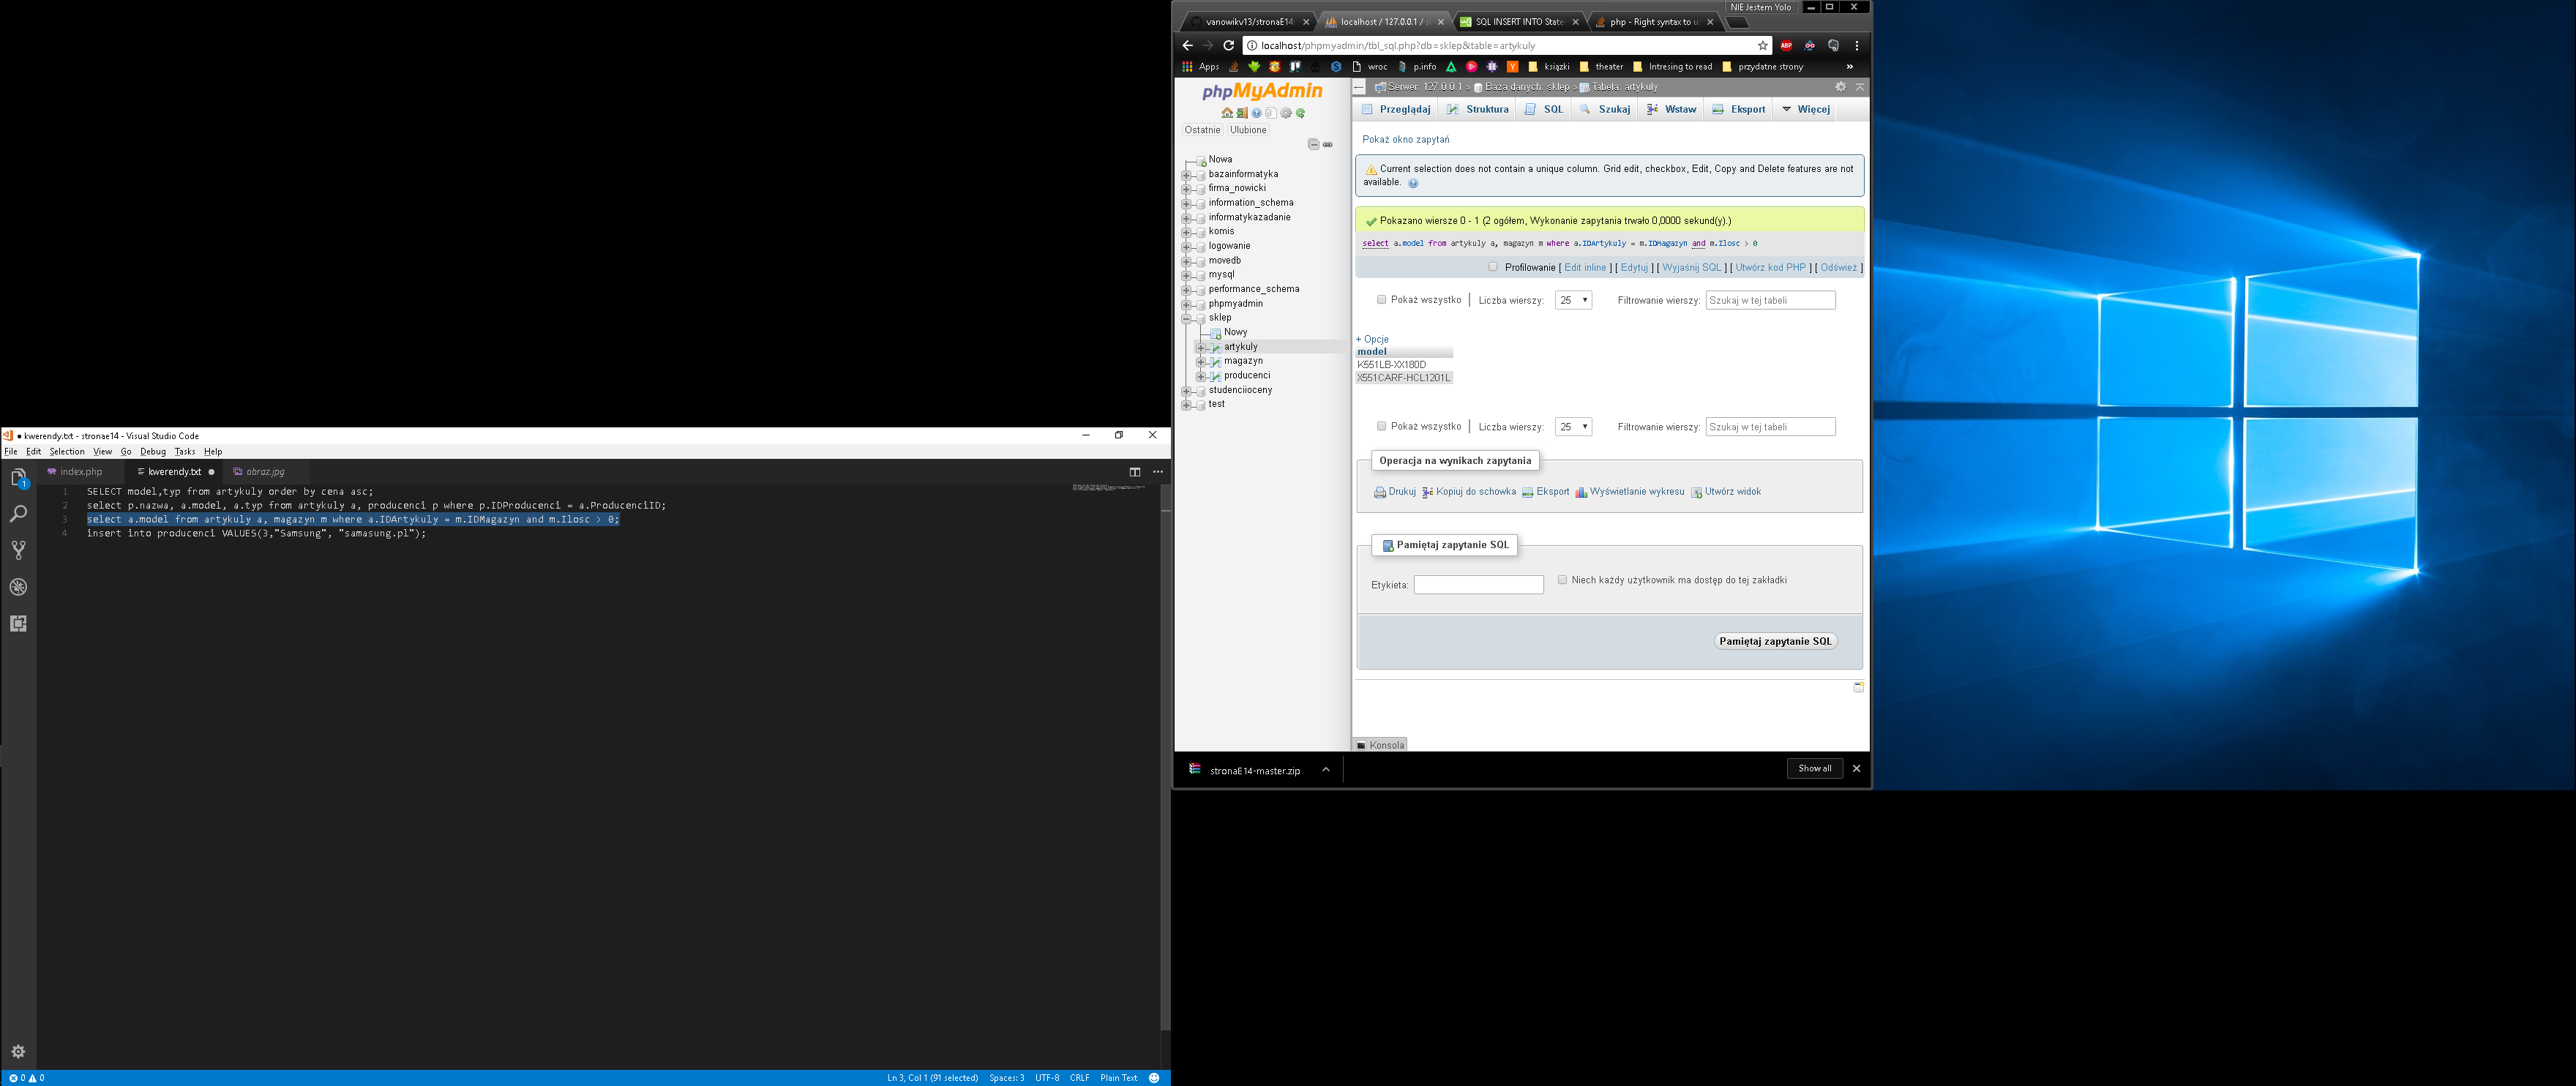 kwerendy.txt - stronae14 - Visual Studio Code
File Edit Selection View Go Debug Tasks Help
index.php kwerendy.txt obraz.jpg
1
1 SELECT model,typ from artykuly order by cena asc;
2 select p.nazwa, a.model, a.typ from artykuly a, producenci p where p.IDProducenci = a.ProducenciID;
3 select a.model from artykuly a, magazyn m where a.IDArtykuly = m.IDMagazyn and m.Ilosc > 0;
4 insert into producenci VALUES(3,"Samsung", "samasung.pl");
0 0 Ln 3, Col 1 (91 selected) Spaces: 3 UTF-8 CRLF Plain Text
NIE Jestem Yolo
vanowikv13/stronaE14: localhost / 127.0.0.1 / s SQL INSERT INTO State php - Right syntax to u
localhost/phpmyadmin/tbl_sql.php?db=sklep&table=artykuly
ABP
Apps wroc p.info książki theater Intresing to read przydatne strony »
phpMyAdmin
Ostatnie Ulubione
Nowa
bazainformatyka
firma_nowicki
information_schema
informatykazadanie
komis
logowanie
movedb
mysql
performance_schema
phpmyadmin
sklep
Nowy
artykuly
magazyn
producenci
studenciioceny
test
Serwer: 127.0.0.1 » Baza danych: sklep » Tabela: artykuly
Przeglądaj Struktura SQL Szukaj Wstaw Eksport Więcej
Pokaż okno zapytań
Current selection does not contain a unique column. Grid edit, checkbox, Edit, Copy and Delete features are not
available.
Pokazano wiersze 0 - 1 (2 ogółem, Wykonanie zapytania trwało 0,0000 sekund(y).)
select a.model from artykuly a, magazyn m where a.IDArtykuly = m.IDMagazyn and m.Ilosc > 0
Profilowanie [ Edit inline ] [ Edytuj ] [ Wyjaśnij SQL ] [ Utwórz kod PHP ] [ Odśwież ]
Pokaż wszystko | Liczba wierszy: 25 Filtrowanie wierszy: Szukaj w tej tabeli
+ Opcje
model
K551LB-XX180D
X551CARF-HCL1201L
Pokaż wszystko | Liczba wierszy: 25 Filtrowanie wierszy: Szukaj w tej tabeli
Operacja na wynikach zapytania
Drukuj Kopiuj do schowka Eksport Wyświetlanie wykresu Utwórz widok
Pamiętaj zapytanie SQL
Etykieta: Niech każdy użytkownik ma dostęp do tej zakładki
Pamiętaj zapytanie SQL
Konsola
stronaE14-master.zip Show all